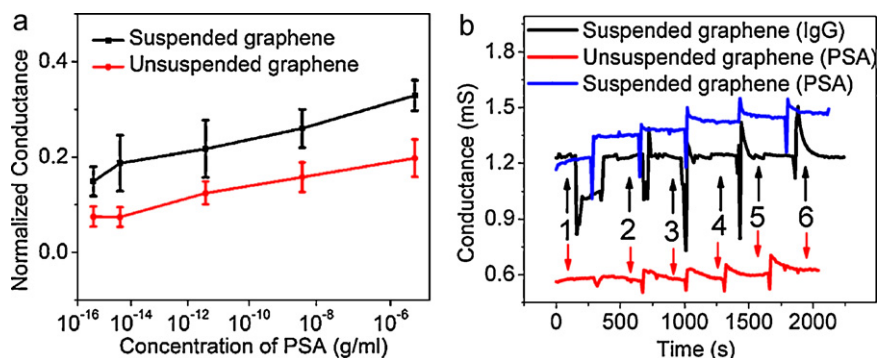 a
Suspended graphene
Unsuspended graphene
Normalized Conductance
0.4
0.2
0.0
10⁻¹⁶ 10⁻¹⁴ 10⁻¹² 10⁻¹⁰ 10⁻⁸ 10⁻⁶
Concentration of PSA (g/ml)
b
Suspended graphene (IgG)
Unsuspended graphene (PSA)
Suspended graphene (PSA)
Conductance (mS)
1.8
1.5
1.2
0.9
0.6
1 2 3 4 5 6
0 500 1000 1500 2000
Time (s)